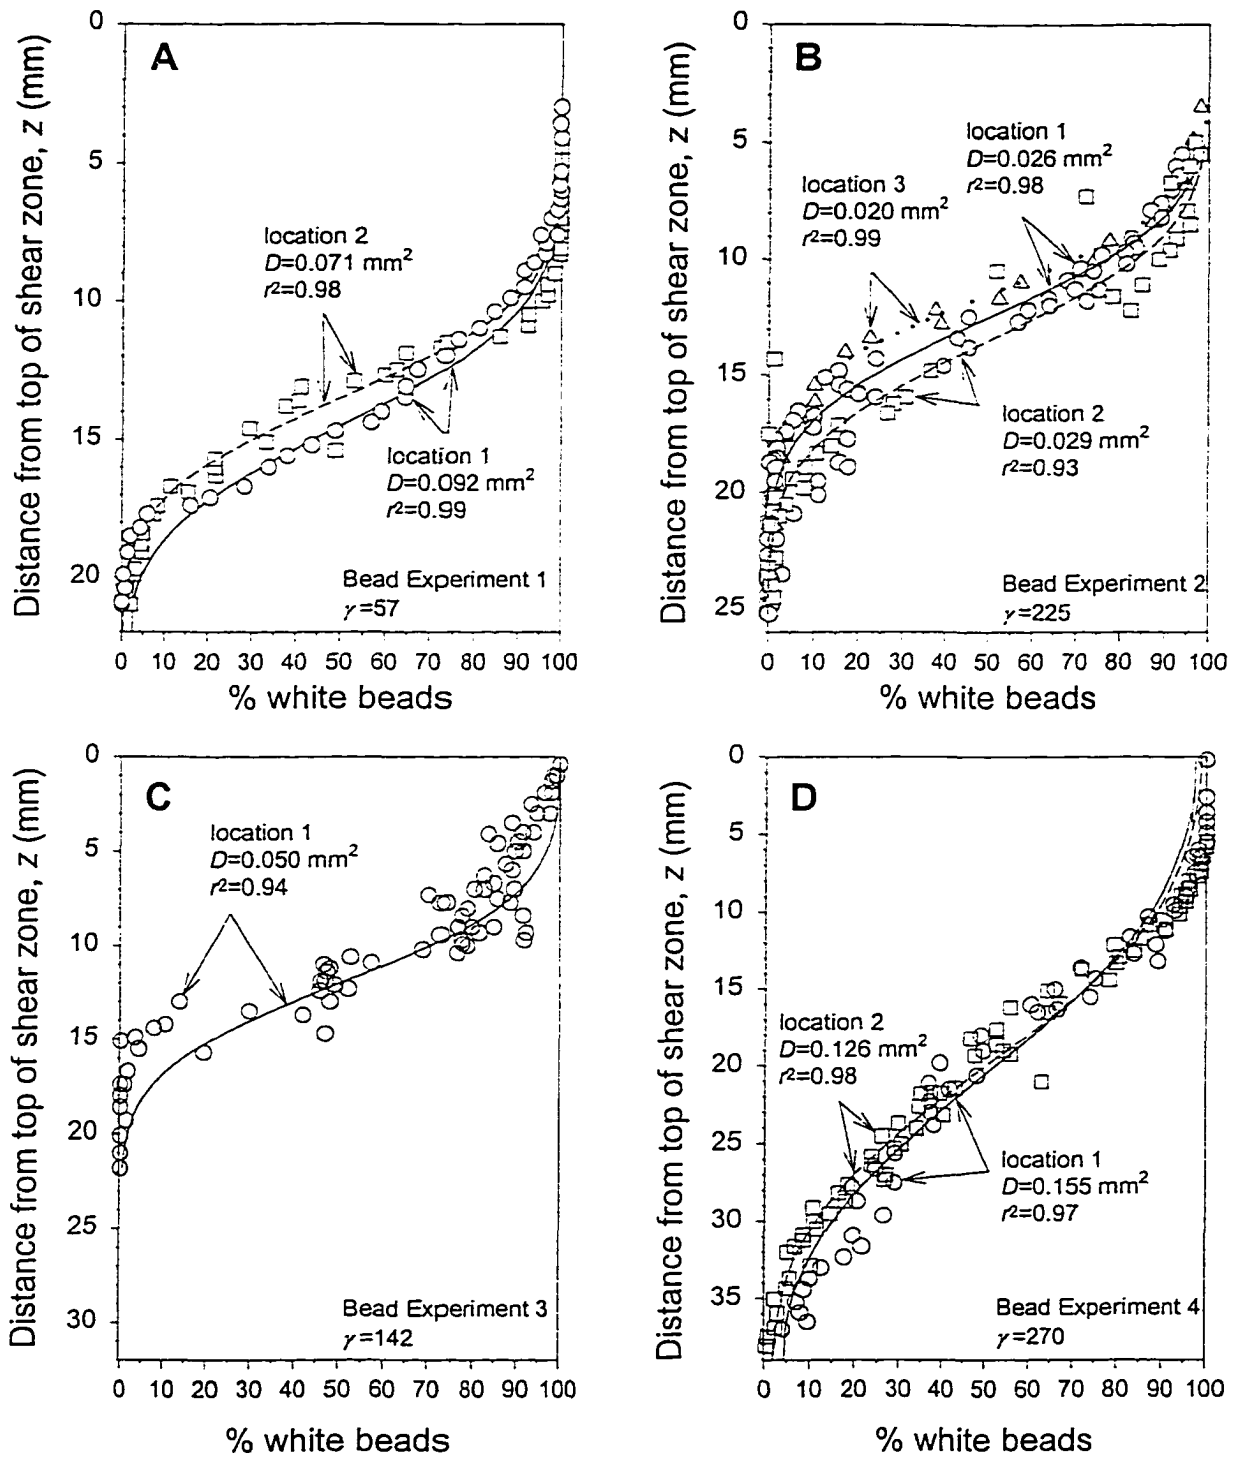 A
Distance from top of shear zone, z (mm)
0
5
10
15
20
location 2
D=0.071 mm²
r²=0.98
location 1
D=0.092 mm²
r²=0.99
Bead Experiment 1
γ=57
0 10 20 30 40 50 60 70 80 90 100
% white beads
B
Distance from top of shear zone, z (mm)
0
5
10
15
20
25
location 1
D=0.026 mm²
r²=0.98
location 3
D=0.020 mm²
r²=0.99
location 2
D=0.029 mm²
r²=0.93
Bead Experiment 2
γ=225
0 10 20 30 40 50 60 70 80 90 100
% white beads
C
Distance from top of shear zone, z (mm)
0
5
10
15
20
25
30
location 1
D=0.050 mm²
r²=0.94
Bead Experiment 3
γ=142
0 10 20 30 40 50 60 70 80 90 100
% white beads
D
Distance from top of shear zone, z (mm)
0
5
10
15
20
25
30
35
location 2
D=0.126 mm²
r²=0.98
location 1
D=0.155 mm²
r²=0.97
Bead Experiment 4
γ=270
0 10 20 30 40 50 60 70 80 90 100
% white beads